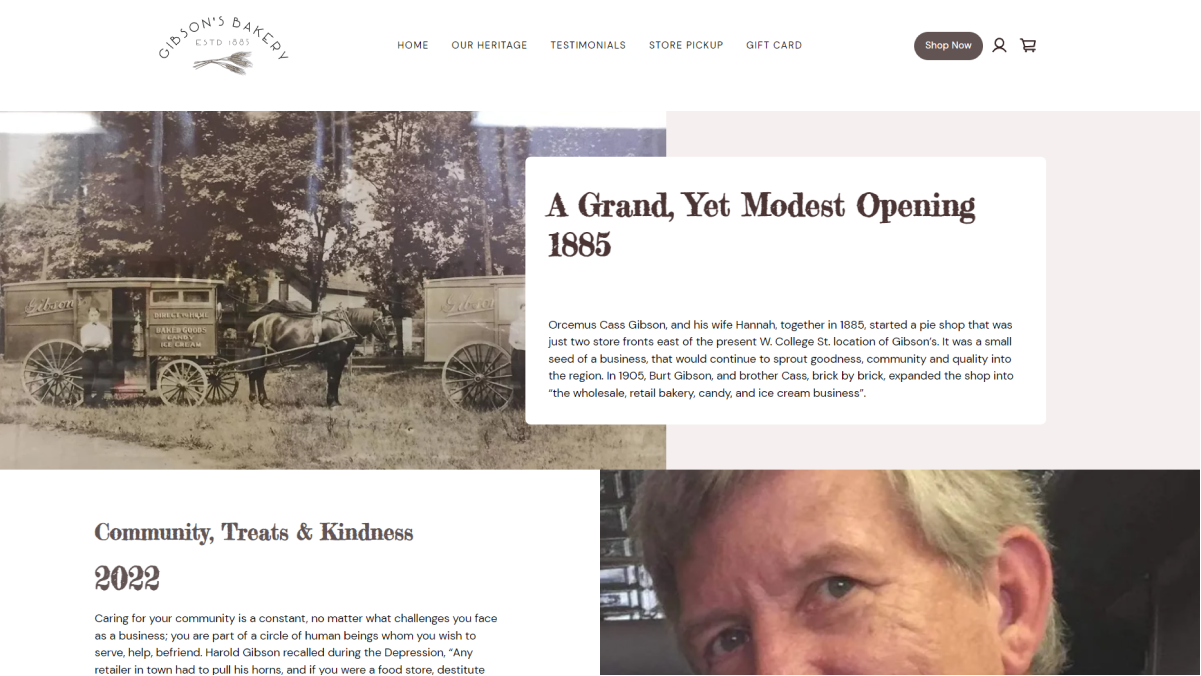 GIBSON'S BAKERY
ESTD 1885
HOME OUR HERITAGE TESTIMONIALS STORE PICKUP GIFT CARD Shop Now
Gibson
DIRECT TO HOME
BAKED GOODS
CANDY
ICE CREAM
Gibson
A Grand, Yet Modest Opening
1885
Orcemus Cass Gibson, and his wife Hannah, together in 1885, started a pie shop that was
just two store fronts east of the present W. College St. location of Gibson’s. It was a small
seed of a business, that would continue to sprout goodness, community and quality into
the region. In 1905, Burt Gibson, and brother Cass, brick by brick, expanded the shop into
“the wholesale, retail bakery, candy, and ice cream business”.
Community, Treats & Kindness
2022
Caring for your community is a constant, no matter what challenges you face
as a business; you are part of a circle of human beings whom you wish to
serve, help, befriend. Harold Gibson recalled during the Depression, “Any
retailer in town had to pull his horns, and if you were a food store, destitute